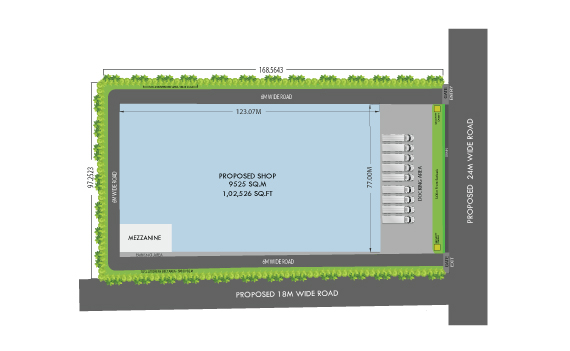 168.5643
6M WIDE ROAD
ENTRY
123.07M
97.2523
6M WIDE ROAD
PROPOSED SHOP
9525 SQ.M
1,02,526 SQ.FT
77.00M
DOCKING AREA
PROPOSED 24M WIDE ROAD
MEZZANINE
6M WIDE ROAD
EXIT
PROPOSED 18M WIDE ROAD